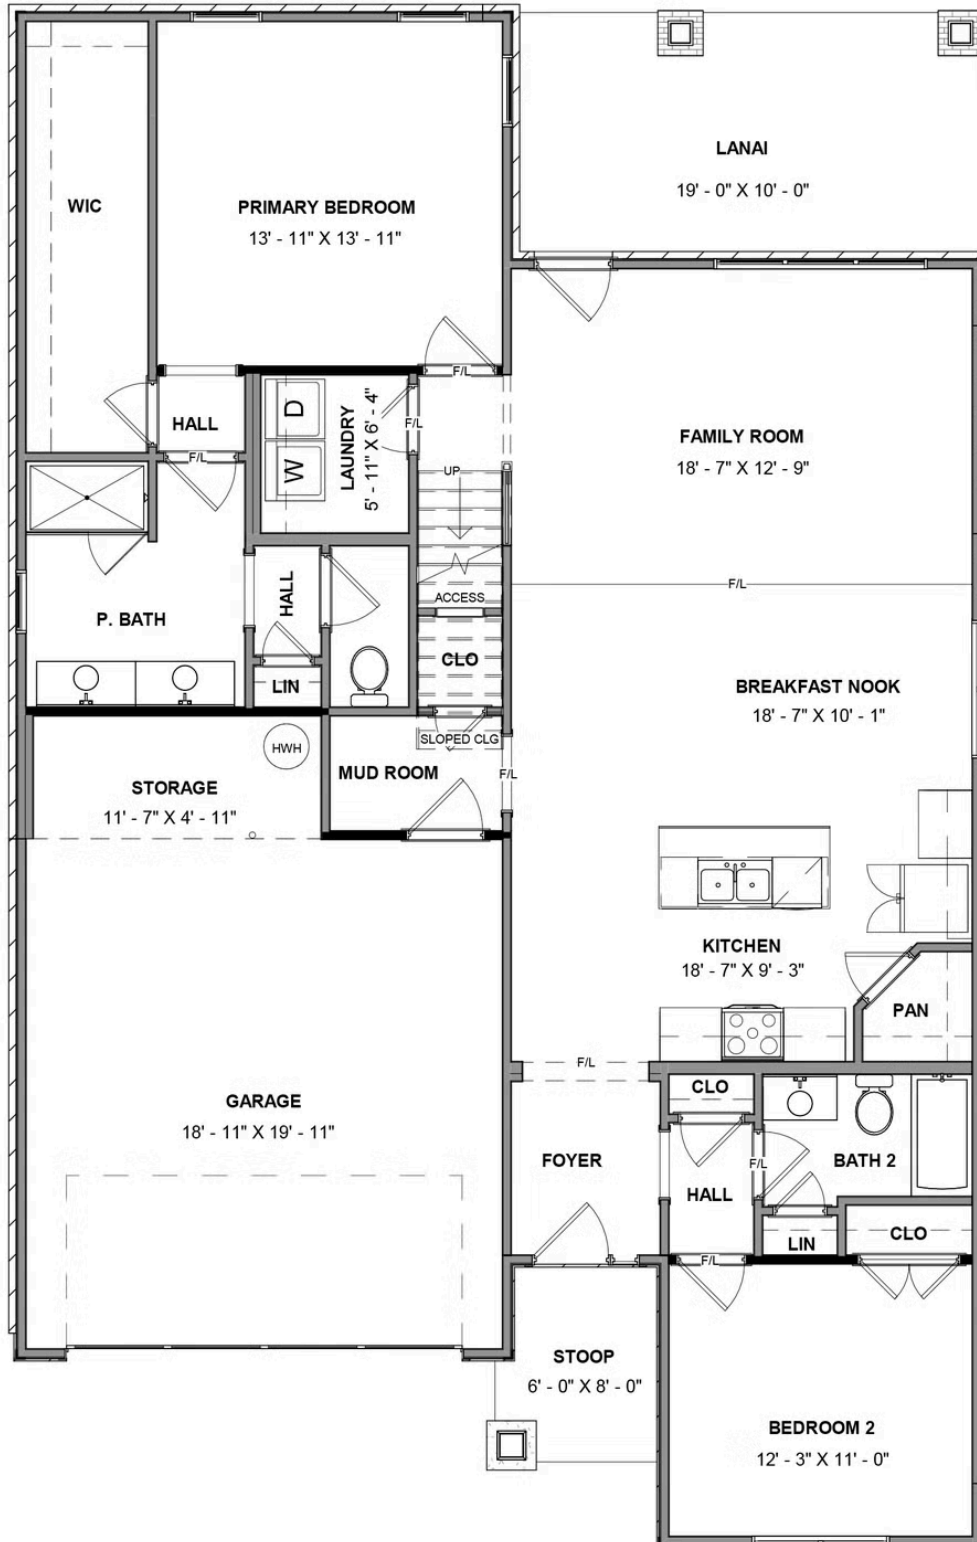 LANAI
19' - 0" X 10' - 0"
WIC
PRIMARY BEDROOM
13' - 11" X 13' - 11"
F/L
HALL
F/L
D
W
LAUNDRY
5' - 11" X 6' - 4"
F/L
FAMILY ROOM
18' - 7" X 12' - 9"
UP
F/L
ACCESS
HALL
P. BATH
CLO
LIN
BREAKFAST NOOK
18' - 7" X 10' - 1"
SLOPED CLG
HWH
MUD ROOM
F/L
STORAGE
11' - 7" X 4' - 11"
KITCHEN
18' - 7" X 9' - 3"
PAN
F/L
CLO
GARAGE
18' - 11" X 19' - 11"
FOYER
F/L
BATH 2
HALL
LIN
CLO
F/L
STOOP
6' - 0" X 8' - 0"
BEDROOM 2
12' - 3" X 11' - 0"